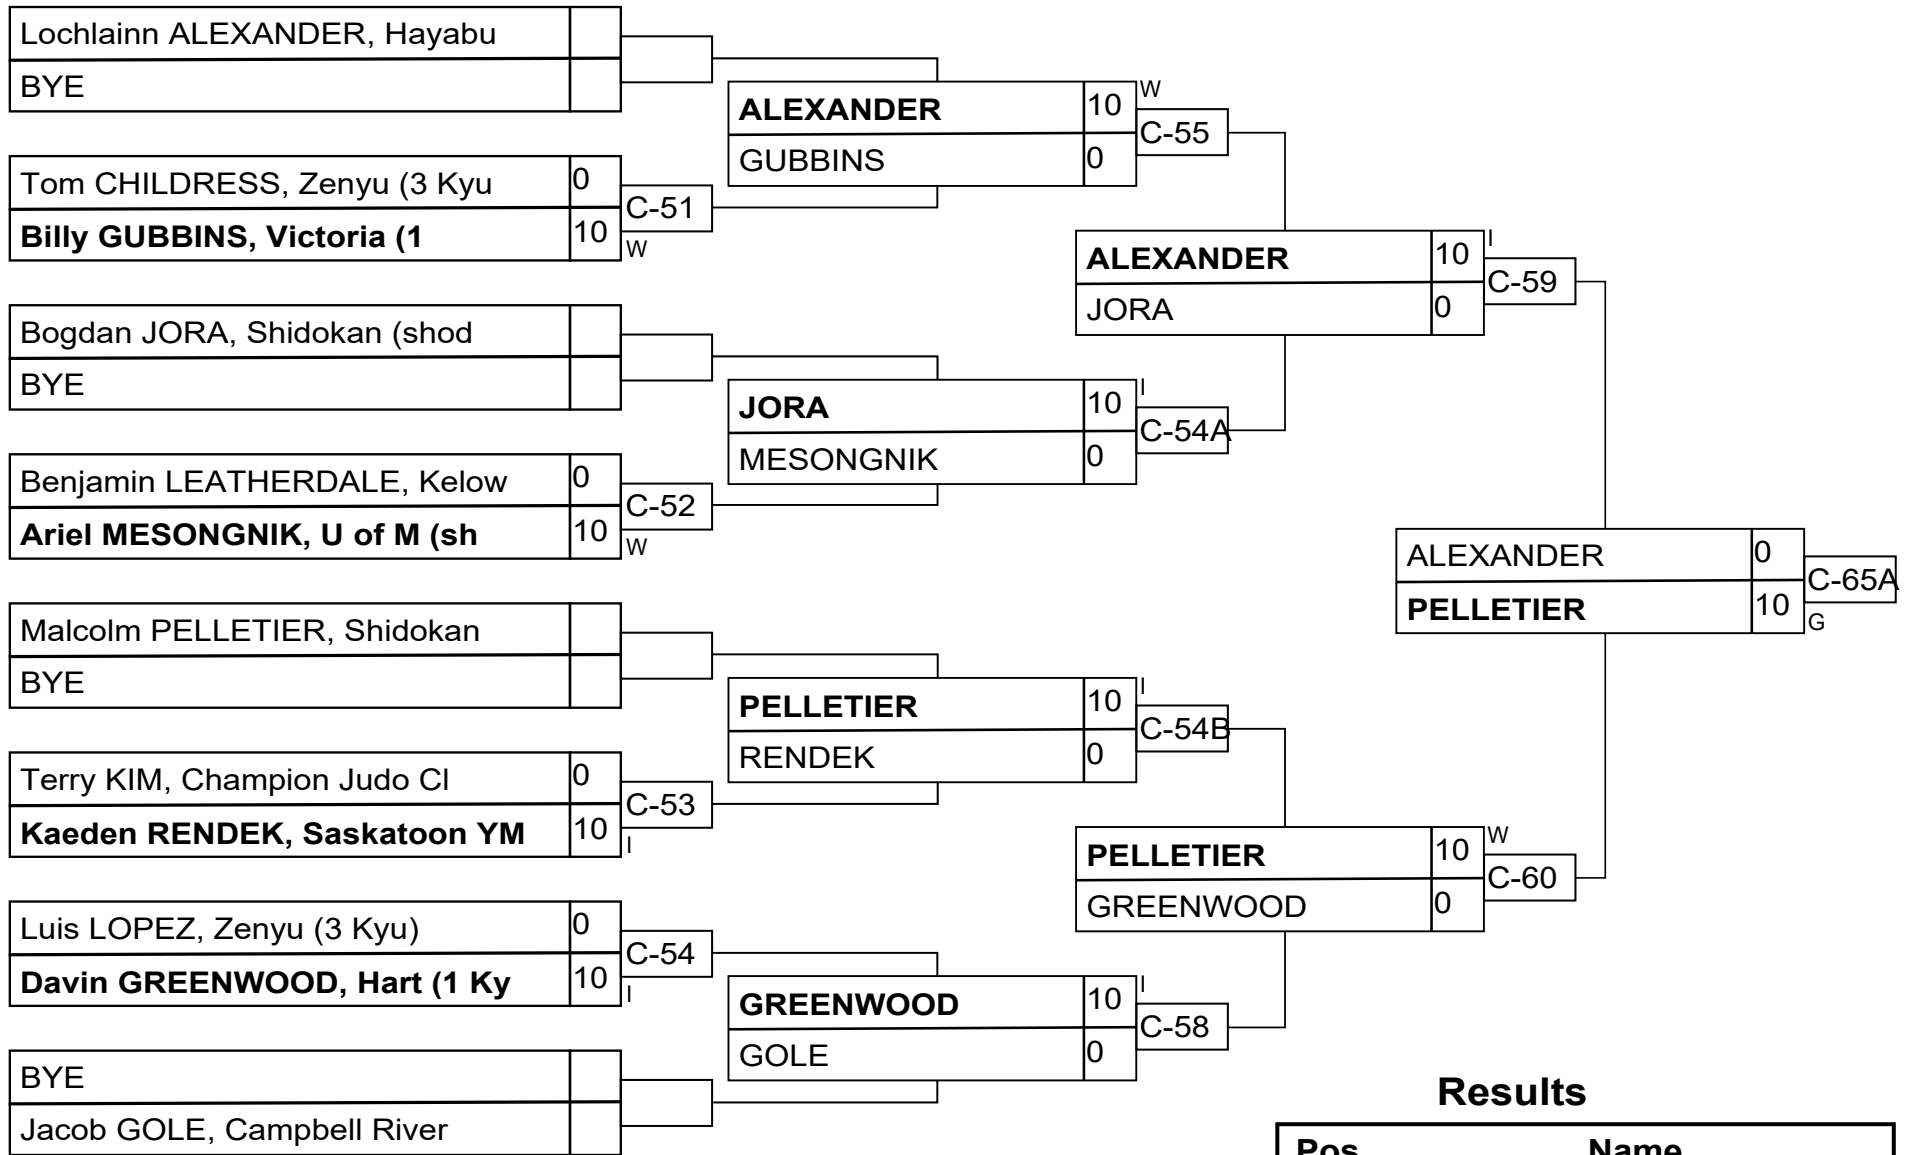 Lochlainn ALEXANDER, Hayabu
BYE
Tom CHILDRESS, Zenyu (3 Kyu 0
Billy GUBBINS, Victoria (1 10
C-51
W
Bogdan JORA, Shidokan (shod
BYE
Benjamin LEATHERDALE, Kelow 0
Ariel MESONGNIK, U of M (sh 10
C-52
W
Malcolm PELLETIER, Shidokan
BYE
Terry KIM, Champion Judo Cl 0
Kaeden RENDEK, Saskatoon YM 10
C-53
I
Luis LOPEZ, Zenyu (3 Kyu) 0
Davin GREENWOOD, Hart (1 Ky 10
C-54
I
BYE
Jacob GOLE, Campbell River
ALEXANDER 10
GUBBINS 0
W
C-55
JORA 10
MESONGNIK 0
I
C-54A
PELLETIER 10
RENDEK 0
I
C-54B
GREENWOOD 10
GOLE 0
I
C-58
ALEXANDER 10
JORA 0
I
C-59
PELLETIER 10
GREENWOOD 0
W
C-60
ALEXANDER 0
PELLETIER 10
C-65A
G
Results
Pos Name